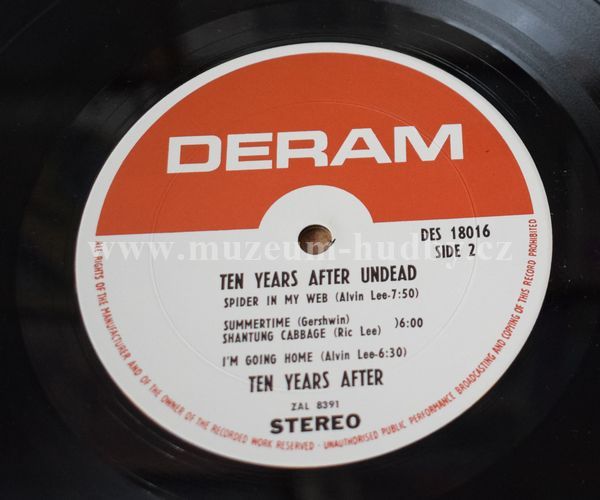 DERAM
DES 18016
SIDE 2
www.muzeum-hudby.cz
TEN YEARS AFTER UNDEAD
SPIDER IN MY WEB (Alvin Lee-7:50)
SUMMERTIME (Gershwin)
SHANTUNG CABBAGE (Ric Lee) )6:00
I'M GOING HOME (Alvin Lee-6:30)
TEN YEARS AFTER
ZAL 8391
STEREO
ALL RIGHTS OF THE MANUFACTURER AND OF THE OWNER OF THE RECORDED WORK RESERVED · UNAUTHORISED PUBLIC PERFORMANCE BROADCASTING AND COPYING OF THIS RECORD PROHIBITED